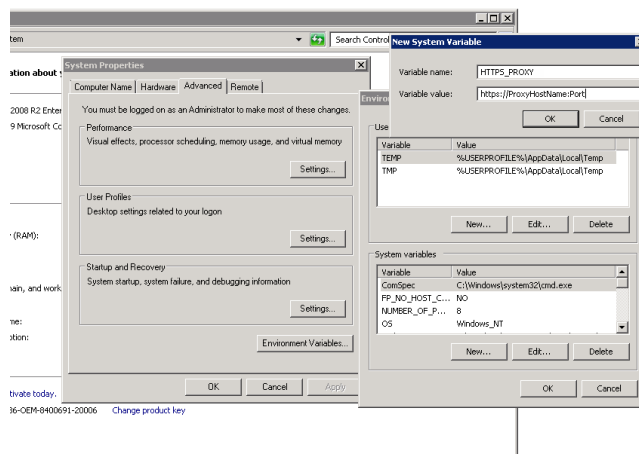 tem
Search Control
ation about y
2008 R2 Enter
9 Microsoft Co
(RAM):
ain, and work
me:
ption:
tivate today.
86-OEM-8400691-20006 Change product key
System Properties
Computer Name Hardware Advanced Remote
You must be logged on as an Administrator to make most of these changes.
Performance
Visual effects, processor scheduling, memory usage, and virtual memory
Settings...
User Profiles
Desktop settings related to your logon
Settings...
Startup and Recovery
System startup, system failure, and debugging information
Settings...
Environment Variables...
OK Cancel Apply
Environ
Use
Variable Value
TEMP %USERPROFILE%\AppData\Local\Temp
TMP %USERPROFILE%\AppData\Local\Temp
New... Edit... Delete
System variables
Variable Value
ComSpec C:\Windows\system32\cmd.exe
FP_NO_HOST_C... NO
NUMBER_OF_P... 8
OS Windows_NT
New... Edit... Delete
OK Cancel
New System Variable
Variable name: HTTPS_PROXY
Variable value: https://ProxyHostName:Port
OK Cancel